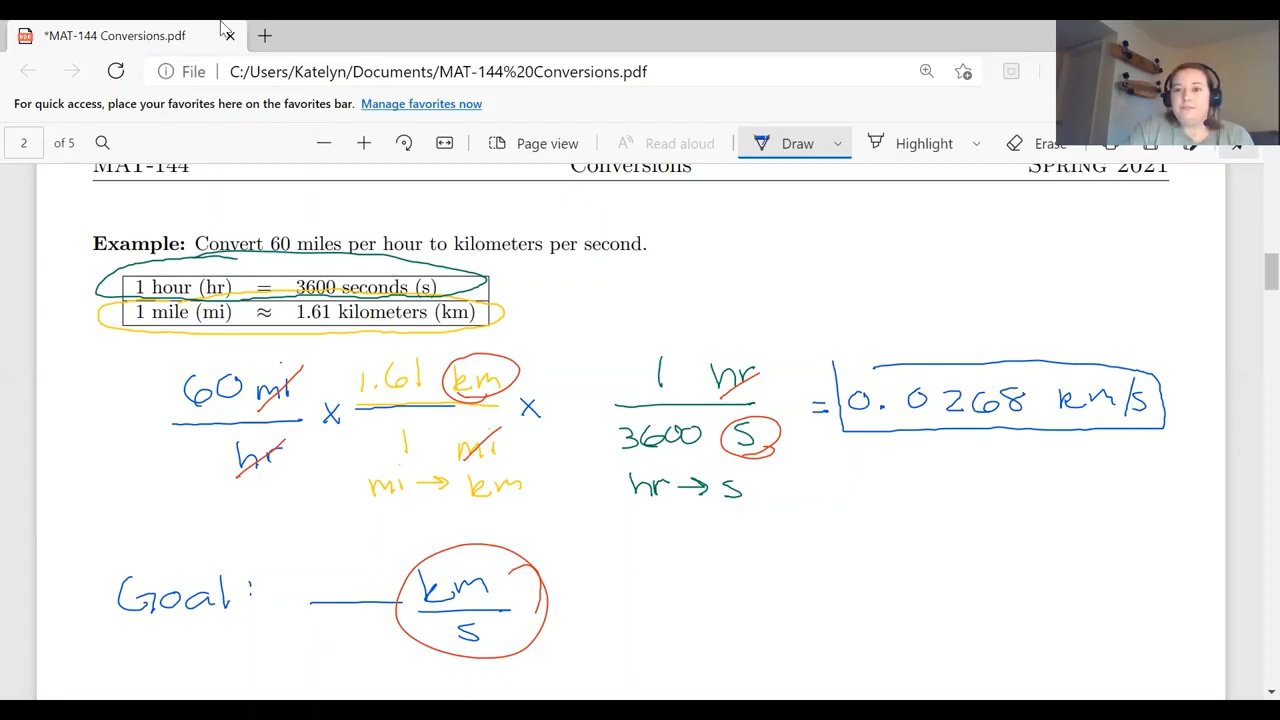 *MAT-144 Conversions.pdf
File | C:/Users/Katelyn/Documents/MAT-144%20Conversions.pdf
For quick access, place your favorites here on the favorites bar. Manage favorites now
2 of 5 Page view Read aloud Draw Highlight Erase
MAT-144 Conversions SPRING 2021
Example: Convert 60 miles per hour to kilometers per second.
1 hour (hr) = 3600 seconds (s)
1 mile (mi) ≈ 1.61 kilometers (km)
60 mi / hr × 1.61 km / 1 mi × 1 hr / 3600 s = 0.0268 km/s
mi → km hr → s
Goal: ____ km / s